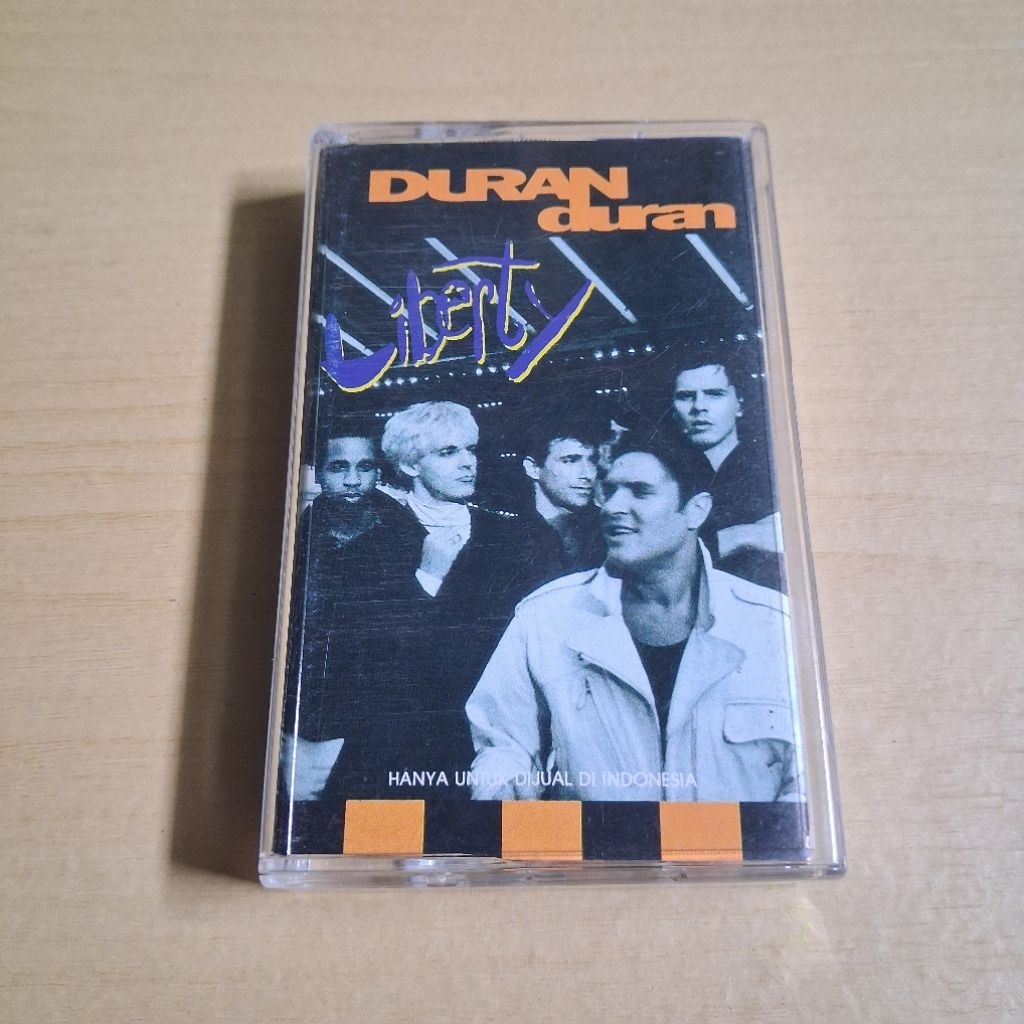 DURAN
duran
Liberty
HANYA UNTUK DIJUAL DI INDONESIA